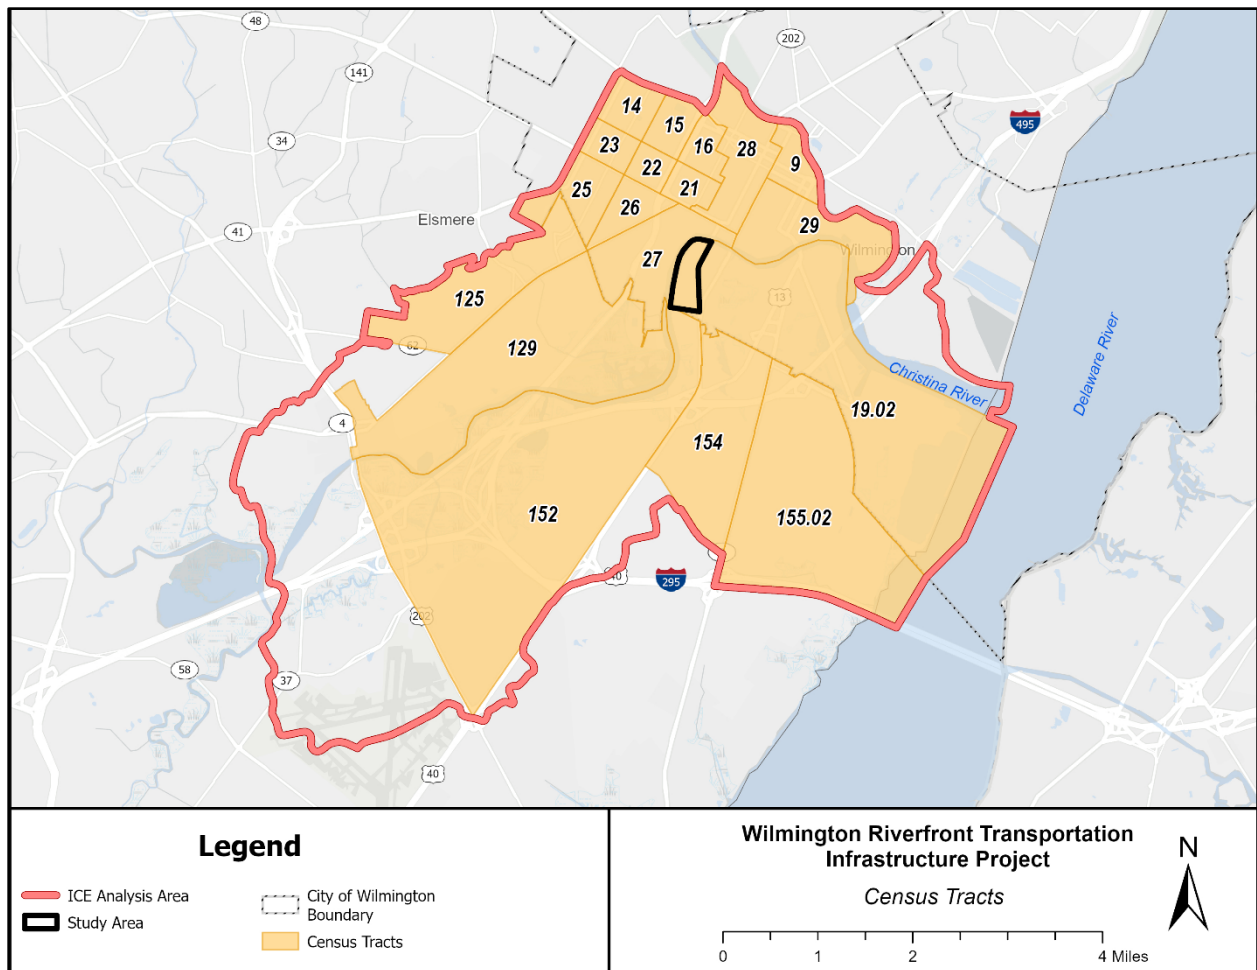 48
202
141
14
15
495
16
28
34
23
22
9
25
21
26
Elsmere
29
41
27
Wilmington
125
13
62
129
Delaware River
Christina River
19.02
4
154
152
155.02
40
295
202
58
37
40
Legend
ICE Analysis Area
Study Area
City of Wilmington
Boundary
Census Tracts
Wilmington Riverfront Transportation
Infrastructure Project
Census Tracts
N
0 1 2 4 Miles